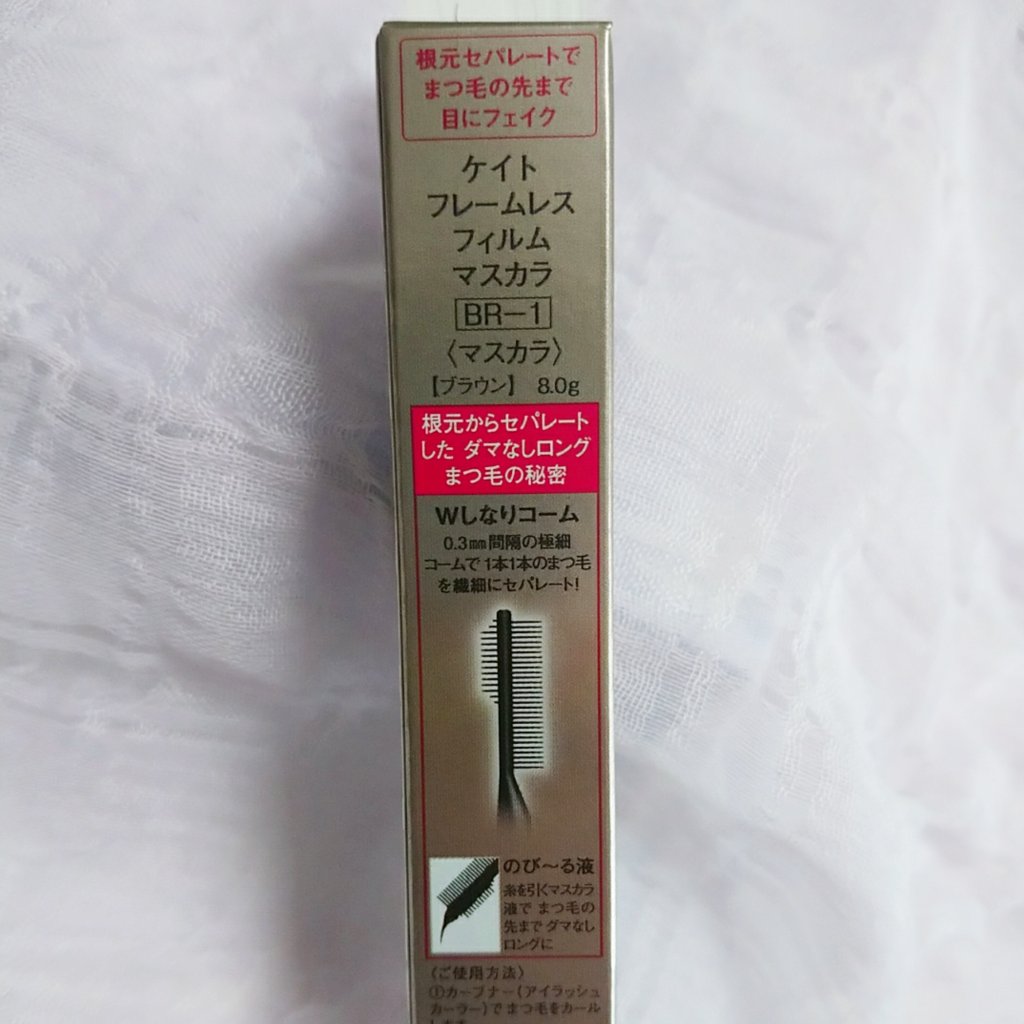 根元セパレートで
まつ毛の先まで
目にフェイク
ケイト
フレームレス
フィルム
マスカラ
BR-1
〈マスカラ〉
【ブラウン】 8.0g
根元からセパレート
した ダマなしロング
まつ毛の秘密
Wしなりコーム
0.3㎜間隔の極細
コームで1本1本のまつ毛
を繊細にセパレート!
のび〜る液
糸を引くマスカラ
液で まつ毛の
先まで ダマなし
ロングに
〈ご使用方法〉
①カーブナー(アイラッシュ
カーラー)でまつ毛をカール
します